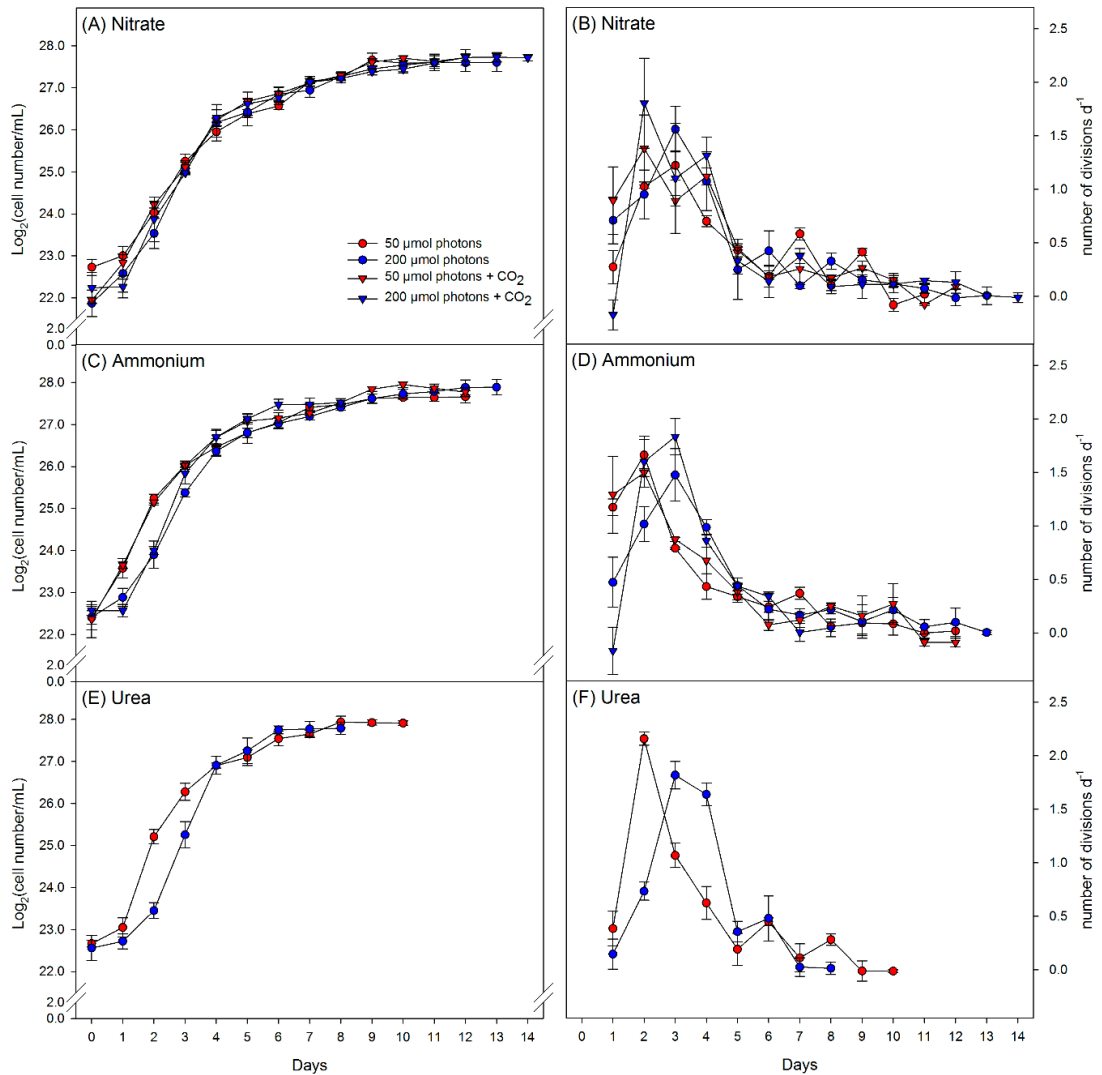 (A) Nitrate
Log2(cell number/mL)
28.0
27.0
26.0
25.0
24.0
23.0
22.0
2.0
0.0
50 µmol photons
200 µmol photons
50 µmol photons + CO2
200 µmol photons + CO2
(B) Nitrate
2.5
2.0
1.5
1.0
0.5
0.0
number of divisions d-1
(C) Ammonium
Log2(cell number/mL)
28.0
27.0
26.0
25.0
24.0
23.0
22.0
2.0
0.0
(D) Ammonium
2.5
2.0
1.5
1.0
0.5
0.0
number of divisions d-1
(E) Urea
Log2(cell number/mL)
28.0
27.0
26.0
25.0
24.0
23.0
22.0
2.0
0.0
0 1 2 3 4 5 6 7 8 9 10 11 12 13 14
Days
(F) Urea
2.5
2.0
1.5
1.0
0.5
0.0
number of divisions d-1
0 1 2 3 4 5 6 7 8 9 10 11 12 13 14
Days